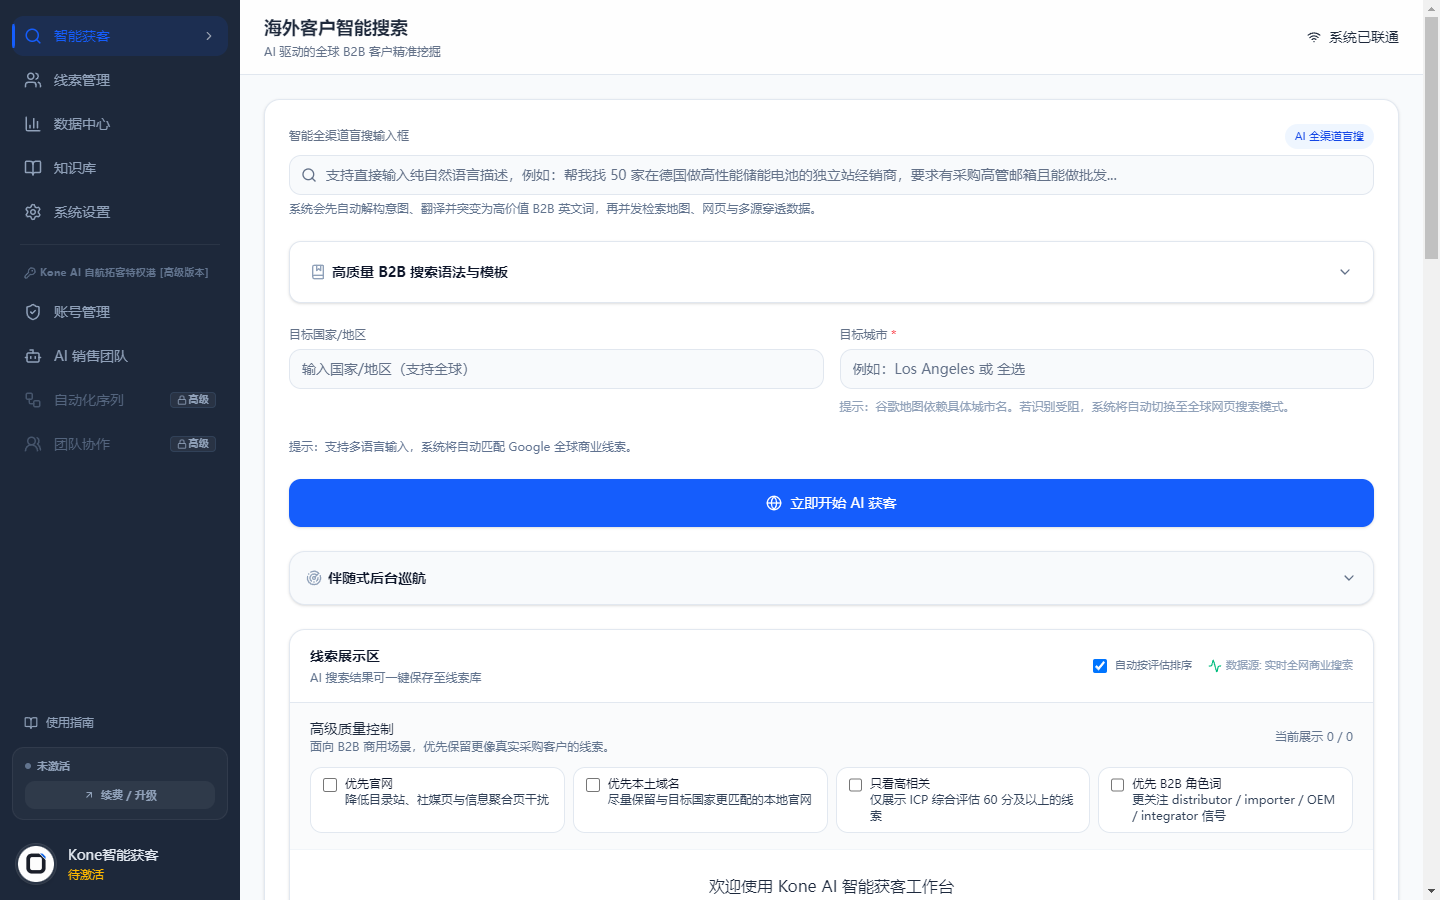 智能获客
线索管理
数据中心
知识库
系统设置
Kone AI 自航拓客特权港 [高级版本]
账号管理
AI 销售团队
自动化序列
高级
团队协作
高级
使用指南
未激活
续费 / 升级
Kone智能获客
待激活
海外客户智能搜索
AI 驱动的全球 B2B 客户精准挖掘
系统已联通
智能全渠道盲搜输入框
AI 全渠道盲搜
支持直接输入纯自然语言描述，例如：帮我找 50 家在德国做高性能储能电池的独立站经销商，要求有采购高管邮箱且能做批发...
系统会先自动解构意图、翻译并突变为高价值 B2B 英文词，再并发检索地图、网页与多源穿透数据。
高质量 B2B 搜索语法与模板
目标国家/地区
目标城市 *
输入国家/地区（支持全球）
例如：Los Angeles 或 全选
提示：谷歌地图依赖具体城市名。若识别受阻，系统将自动切换至全球网页搜索模式。
提示：支持多语言输入，系统将自动匹配 Google 全球商业线索。
立即开始 AI 获客
伴随式后台巡航
线索展示区
AI 搜索结果可一键保存至线索库
自动按评估排序
数据源: 实时全网商业搜索
高级质量控制
面向 B2B 商用场景，优先保留更像真实采购客户的线索。
当前展示 0 / 0
优先官网
降低目录站、社媒页与信息聚合页干扰
优先本土域名
尽量保留与目标国家更匹配的本地官网
只看高相关
仅展示 ICP 综合评估 60 分及以上的线
索
优先 B2B 角色词
更关注 distributor / importer / OEM
/ integrator 信号
欢迎使用 Kone AI 智能获客工作台